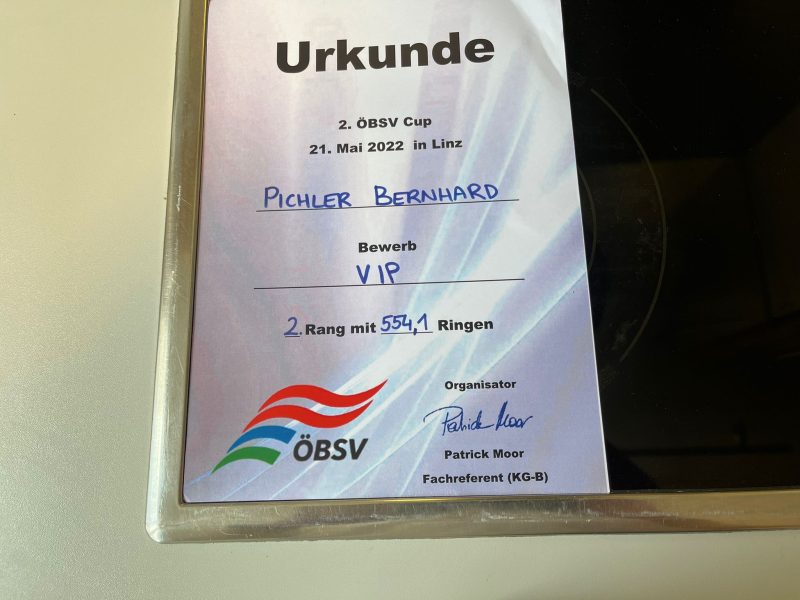 Urkunde
2. ÖBSV Cup
21. Mai 2022 in Linz
PICHLER BERNHARD
Bewerb
VIP
2. Rang mit 554,1 Ringen
ÖBSV
Organisator
Patrick Moor
Patrick Moor
Fachreferent (KG-B)